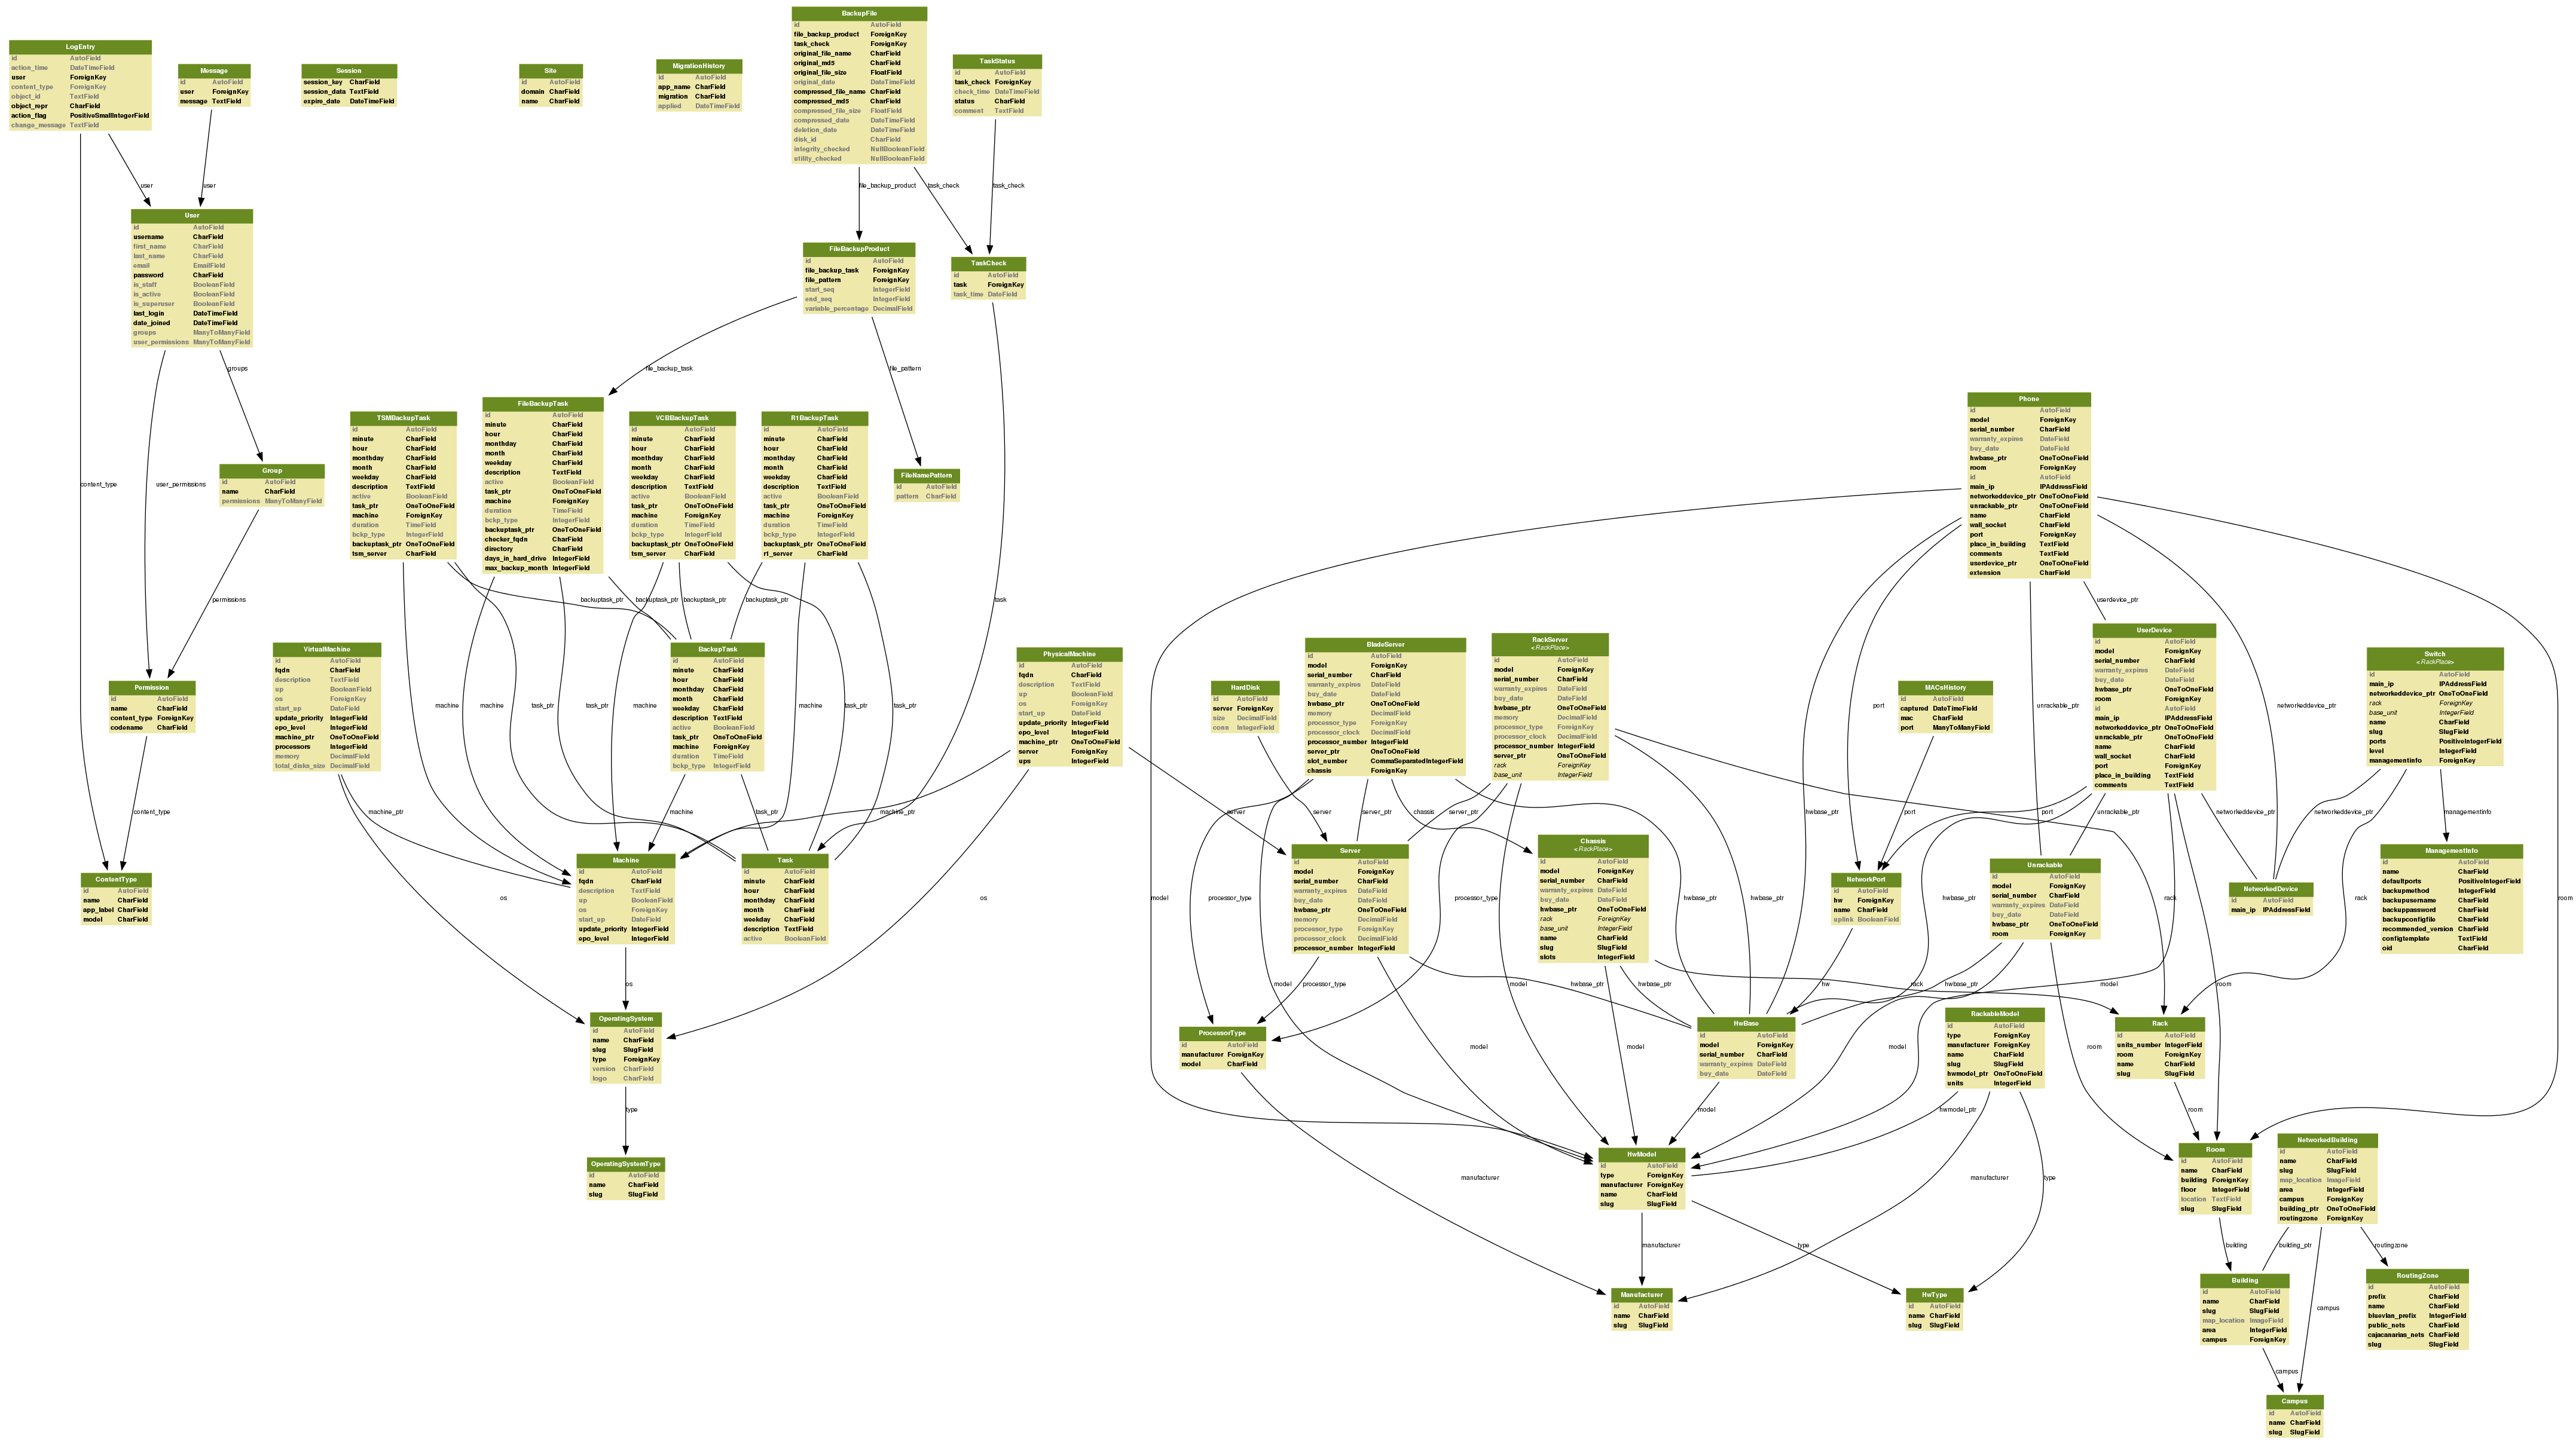 BackupFile
id AutoField
file_backup_product ForeignKey
task_check ForeignKey
original_file_name CharField
original_md5 CharField
original_file_size FloatField
original_date DateTimeField
compressed_file_name CharField
compressed_md5 CharField
compressed_file_size FloatField
compressed_date DateTimeField
deletion_date DateTimeField
disk_id CharField
integrity_checked NullBooleanField
utility_checked NullBooleanField
LogEntry
id AutoField
action_time DateTimeField
user ForeignKey
content_type ForeignKey
object_id TextField
object_repr CharField
action_flag PositiveSmallIntegerField
change_message TextField
Message
id AutoField
user ForeignKey
message TextField
Session
session_key CharField
session_data TextField
expire_date DateTimeField
Site
id AutoField
domain CharField
name CharField
MigrationHistory
id AutoField
app_name CharField
migration CharField
applied DateTimeField
TaskStatus
id AutoField
task_check ForeignKey
check_time DateTimeField
status CharField
comment TextField
user
user
file_backup_product
task_check
task_check
User
id AutoField
username CharField
first_name CharField
last_name CharField
email EmailField
password CharField
is_staff BooleanField
is_active BooleanField
is_superuser BooleanField
last_login DateTimeField
date_joined DateTimeField
groups ManyToManyField
user_permissions ManyToManyField
FileBackupProduct
id AutoField
file_backup_task ForeignKey
file_pattern ForeignKey
start_seq IntegerField
end_seq IntegerField
variable_percentage DecimalField
TaskCheck
id AutoField
task ForeignKey
task_time DateField
groups
file_backup_task
file_pattern
TSMBackupTask
id AutoField
minute CharField
hour CharField
monthday CharField
month CharField
weekday CharField
description TextField
active BooleanField
task_ptr OneToOneField
machine ForeignKey
duration TimeField
bckp_type IntegerField
backuptask_ptr OneToOneField
tsm_server CharField
FileBackupTask
id AutoField
minute CharField
hour CharField
monthday CharField
month CharField
weekday CharField
description TextField
active BooleanField
task_ptr OneToOneField
machine ForeignKey
duration TimeField
bckp_type IntegerField
backuptask_ptr OneToOneField
checker_fqdn CharField
directory CharField
days_in_hard_drive IntegerField
max_backup_month IntegerField
VCBBackupTask
id AutoField
minute CharField
hour CharField
monthday CharField
month CharField
weekday CharField
description TextField
active BooleanField
task_ptr OneToOneField
machine ForeignKey
duration TimeField
bckp_type IntegerField
backuptask_ptr OneToOneField
tsm_server CharField
R1BackupTask
id AutoField
minute CharField
hour CharField
monthday CharField
month CharField
weekday CharField
description TextField
active BooleanField
task_ptr OneToOneField
machine ForeignKey
duration TimeField
bckp_type IntegerField
backuptask_ptr OneToOneField
r1_server CharField
FileNamePattern
id AutoField
pattern CharField
Group
id AutoField
name CharField
permissions ManyToManyField
Phone
id AutoField
model ForeignKey
serial_number CharField
warranty_expires DateField
buy_date DateField
hwbase_ptr OneToOneField
room ForeignKey
id AutoField
main_ip IPAddressField
networkeddevice_ptr OneToOneField
unrackable_ptr OneToOneField
name CharField
wall_socket CharField
port ForeignKey
place_in_building TextField
comments TextField
userdevice_ptr OneToOneField
extension CharField
content_type
user_permissions
permissions
backuptask_ptr
backuptask_ptr
backuptask_ptr
backuptask_ptr
task
userdevice_ptr
VirtualMachine
id AutoField
fqdn CharField
description TextField
up BooleanField
os ForeignKey
start_up DateField
update_priority IntegerField
epo_level IntegerField
machine_ptr OneToOneField
processors IntegerField
memory DecimalField
total_disks_size DecimalField
BackupTask
id AutoField
minute CharField
hour CharField
monthday CharField
month CharField
weekday CharField
description TextField
active BooleanField
task_ptr OneToOneField
machine ForeignKey
duration TimeField
bckp_type IntegerField
PhysicalMachine
id AutoField
fqdn CharField
description TextField
up BooleanField
os ForeignKey
start_up DateField
update_priority IntegerField
epo_level IntegerField
machine_ptr OneToOneField
server ForeignKey
ups IntegerField
HardDisk
id AutoField
server ForeignKey
size DecimalField
conn IntegerField
BladeServer
id AutoField
model ForeignKey
serial_number CharField
warranty_expires DateField
buy_date DateField
hwbase_ptr OneToOneField
memory DecimalField
processor_type ForeignKey
processor_clock DecimalField
processor_number IntegerField
server_ptr OneToOneField
slot_number CommaSeparatedIntegerField
chassis ForeignKey
RackServer
<RackPlace>
id AutoField
model ForeignKey
serial_number CharField
warranty_expires DateField
buy_date DateField
hwbase_ptr OneToOneField
memory DecimalField
processor_type ForeignKey
processor_clock DecimalField
processor_number IntegerField
server_ptr OneToOneField
rack ForeignKey
base_unit IntegerField
MACsHistory
id AutoField
captured DateTimeField
mac CharField
port ManyToManyField
UserDevice
id AutoField
model ForeignKey
serial_number CharField
warranty_expires DateField
buy_date DateField
hwbase_ptr OneToOneField
room ForeignKey
id AutoField
main_ip IPAddressField
networkeddevice_ptr OneToOneField
unrackable_ptr OneToOneField
name CharField
wall_socket CharField
port ForeignKey
place_in_building TextField
comments TextField
Switch
<RackPlace>
id AutoField
main_ip IPAddressField
networkeddevice_ptr OneToOneField
rack ForeignKey
base_unit IntegerField
name CharField
slug SlugField
ports PositiveIntegerField
level IntegerField
managementinfo ForeignKey
Permission
id AutoField
name CharField
content_type ForeignKey
codename CharField
machine
machine
task_ptr
task_ptr
machine
machine
task_ptr
task_ptr
port
unrackable_ptr
networkeddevice_ptr
content_type
machine_ptr
machine
task_ptr
machine_ptr
server
server
server_ptr
chassis
server_ptr
hwbase_ptr
port
port
unrackable_ptr
networkeddevice_ptr
networkeddevice_ptr
managementinfo
ContentType
id AutoField
name CharField
app_label CharField
model CharField
Machine
id AutoField
fqdn CharField
description TextField
up BooleanField
os ForeignKey
start_up DateField
update_priority IntegerField
epo_level IntegerField
Task
id AutoField
minute CharField
hour CharField
monthday CharField
month CharField
weekday CharField
description TextField
active BooleanField
Server
id AutoField
model ForeignKey
serial_number CharField
warranty_expires DateField
buy_date DateField
hwbase_ptr OneToOneField
memory DecimalField
processor_type ForeignKey
processor_clock DecimalField
processor_number IntegerField
Chassis
<RackPlace>
id AutoField
model ForeignKey
serial_number CharField
warranty_expires DateField
buy_date DateField
hwbase_ptr OneToOneField
rack ForeignKey
base_unit IntegerField
name CharField
slug SlugField
slots IntegerField
NetworkPort
id AutoField
hw ForeignKey
name CharField
uplink BooleanField
Unrackable
id AutoField
model ForeignKey
serial_number CharField
warranty_expires DateField
buy_date DateField
hwbase_ptr OneToOneField
room ForeignKey
NetworkedDevice
id AutoField
main_ip IPAddressField
ManagementInfo
id AutoField
name CharField
defaultports PositiveIntegerField
backupmethod IntegerField
backupusername CharField
backuppassword CharField
backupconfigfile CharField
recommended_version CharField
configtemplate TextField
oid CharField
os
os
model
processor_type
processor_type
hwbase_ptr
hwbase_ptr
hwbase_ptr
rack
rack
room
os
model
processor_type
model
hwbase_ptr
hwbase_ptr
hw
rack
hwbase_ptr
model
room
OperatingSystem
id AutoField
name CharField
slug SlugField
type ForeignKey
version CharField
logo CharField
ProcessorType
id AutoField
manufacturer ForeignKey
model CharField
HwBase
id AutoField
model ForeignKey
serial_number CharField
warranty_expires DateField
buy_date DateField
RackableModel
id AutoField
type ForeignKey
manufacturer ForeignKey
name CharField
slug SlugField
hwmodel_ptr OneToOneField
units IntegerField
Rack
id AutoField
units_number IntegerField
room ForeignKey
name CharField
slug SlugField
model
model
model
room
type
model
hwmodel_ptr
room
OperatingSystemType
id AutoField
name CharField
slug SlugField
HwModel
id AutoField
type ForeignKey
manufacturer ForeignKey
name CharField
slug SlugField
Room
id AutoField
name CharField
building ForeignKey
floor IntegerField
location TextField
slug SlugField
NetworkedBuilding
id AutoField
name CharField
slug SlugField
map_location ImageField
area IntegerField
campus ForeignKey
building_ptr OneToOneField
routingzone ForeignKey
manufacturer
manufacturer
type
manufacturer
type
building
building_ptr
routingzone
Manufacturer
id AutoField
name CharField
slug SlugField
HwType
id AutoField
name CharField
slug SlugField
Building
id AutoField
name CharField
slug SlugField
map_location ImageField
area IntegerField
campus ForeignKey
RoutingZone
id AutoField
prefix CharField
name CharField
bluevlan_prefix IntegerField
public_nets CharField
cajacanarias_nets CharField
slug SlugField
campus
campus
Campus
id AutoField
name CharField
slug SlugField